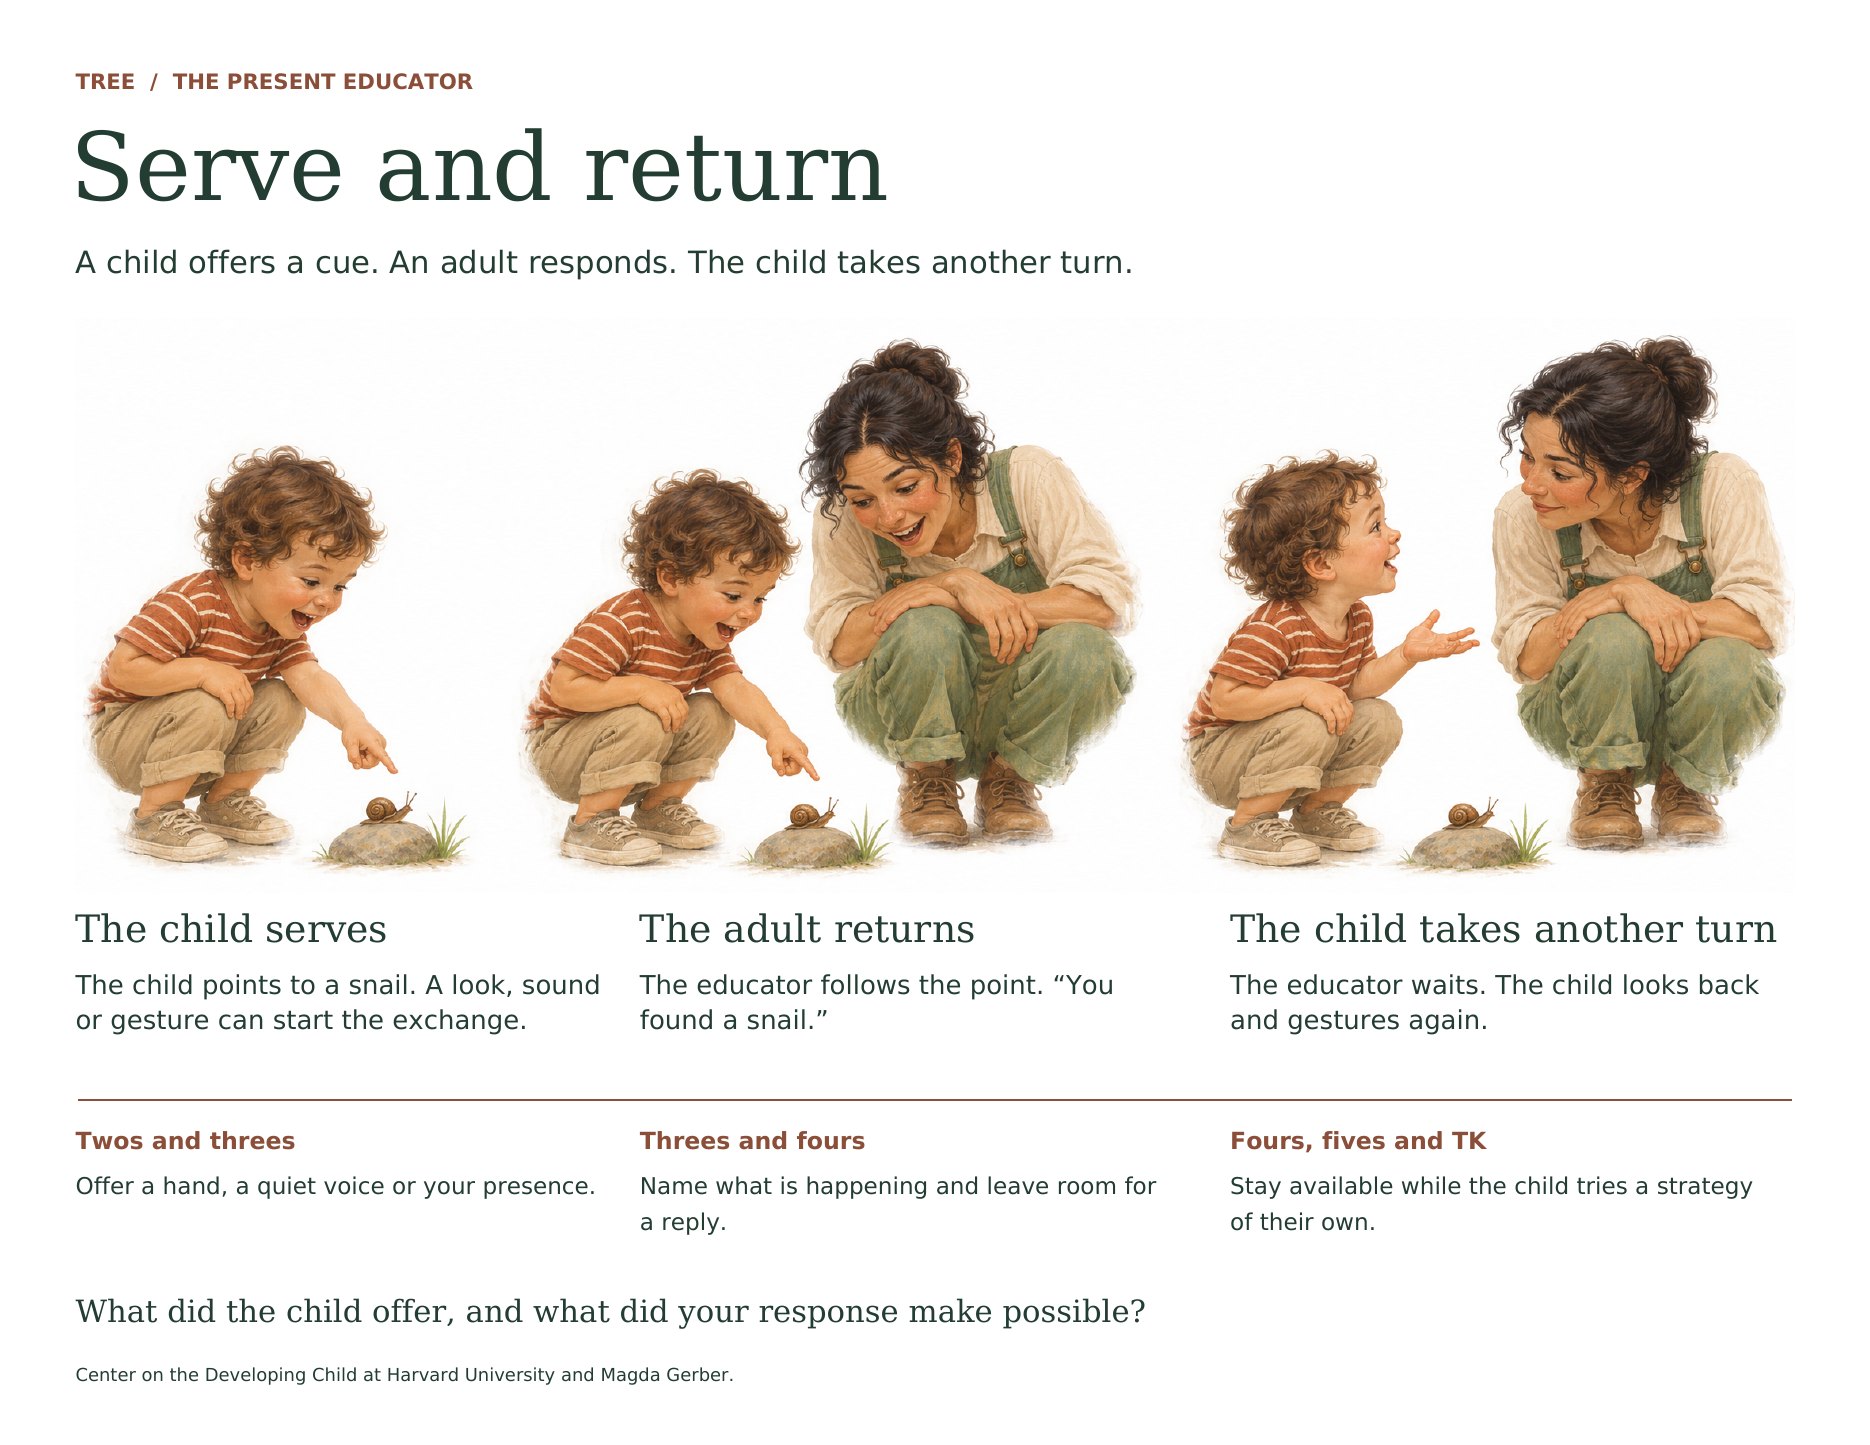 TREE / THE PRESENT EDUCATOR
Serve and return
A child offers a cue. An adult responds. The child takes another turn.
The child serves
The child points to a snail. A look, sound
or gesture can start the exchange.
The adult returns
The educator follows the point. “You
found a snail.”
The child takes another turn
The educator waits. The child looks back
and gestures again.
Twos and threes
Offer a hand, a quiet voice or your presence.
Threes and fours
Name what is happening and leave room for
a reply.
Fours, fives and TK
Stay available while the child tries a strategy
of their own.
What did the child offer, and what did your response make possible?
Center on the Developing Child at Harvard University and Magda Gerber.